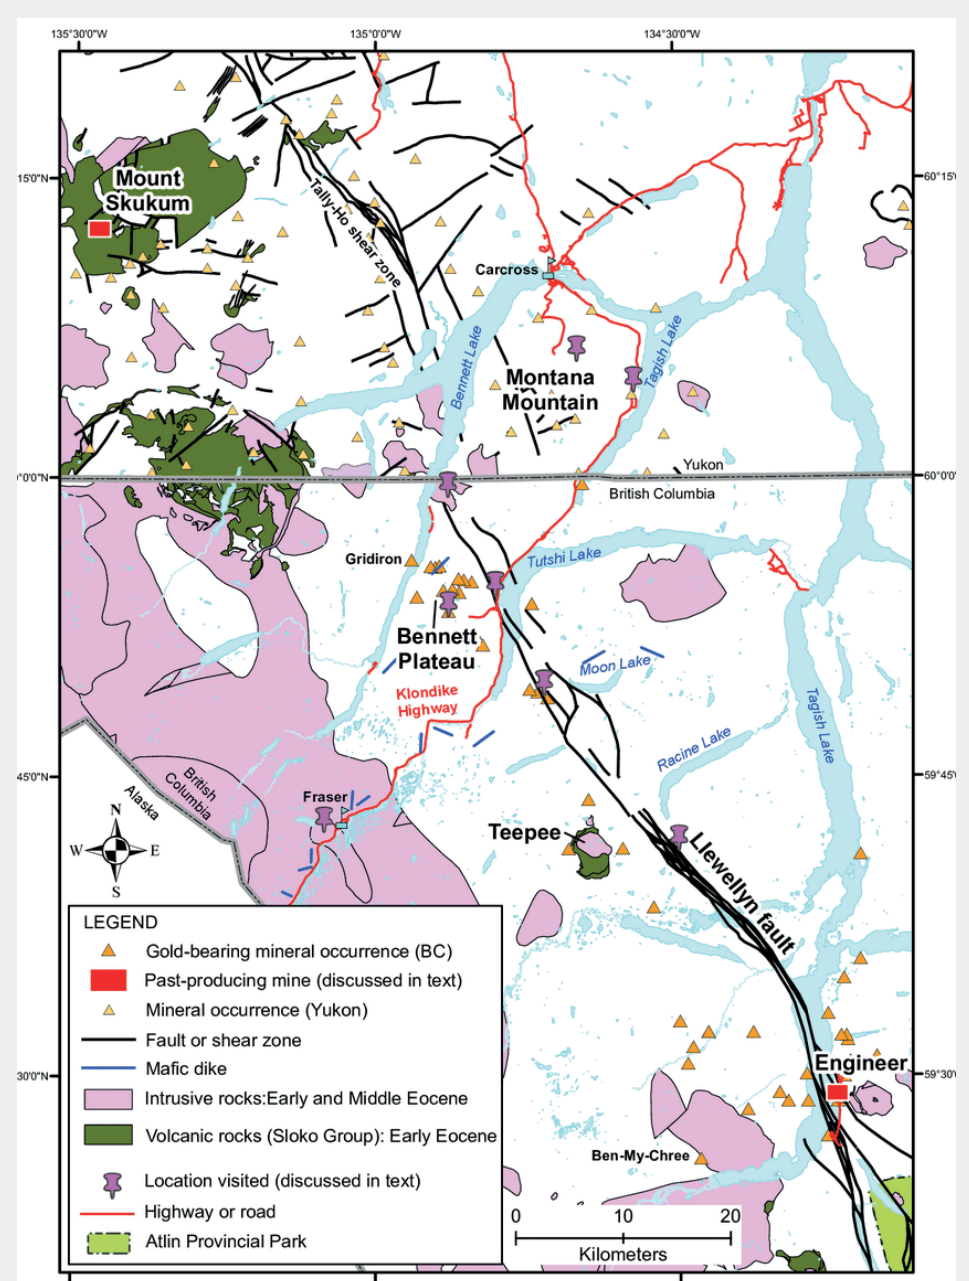 135°30'0"W
135°0'0"W
134°30'0"W
15'0"N
60°15'
Mount
Skukum
Tally-Ho shear zone
Carcross
Bennett Lake
Tagish Lake
Montana
Mountain
Yukon
British Columbia
'0'0"N
60°0'0
Gridiron
Tutshi Lake
Bennett
Plateau
Moon Lake
Klondike
Highway
Tagish Lake
Racine Lake
45'0"N
59°45'
British
Columbia
Alaska
Fraser
Teepee
Llewellyn fault
N
W
E
S
LEGEND
Gold-bearing mineral occurrence (BC)
Past-producing mine (discussed in text)
Mineral occurrence (Yukon)
Fault or shear zone
Mafic dike
Intrusive rocks:Early and Middle Eocene
Volcanic rocks (Sloko Group): Early Eocene
Location visited (discussed in text)
Highway or road
Atlin Provincial Park
30'0"N
59°30'
Engineer
Ben-My-Chree
0 10 20
Kilometers